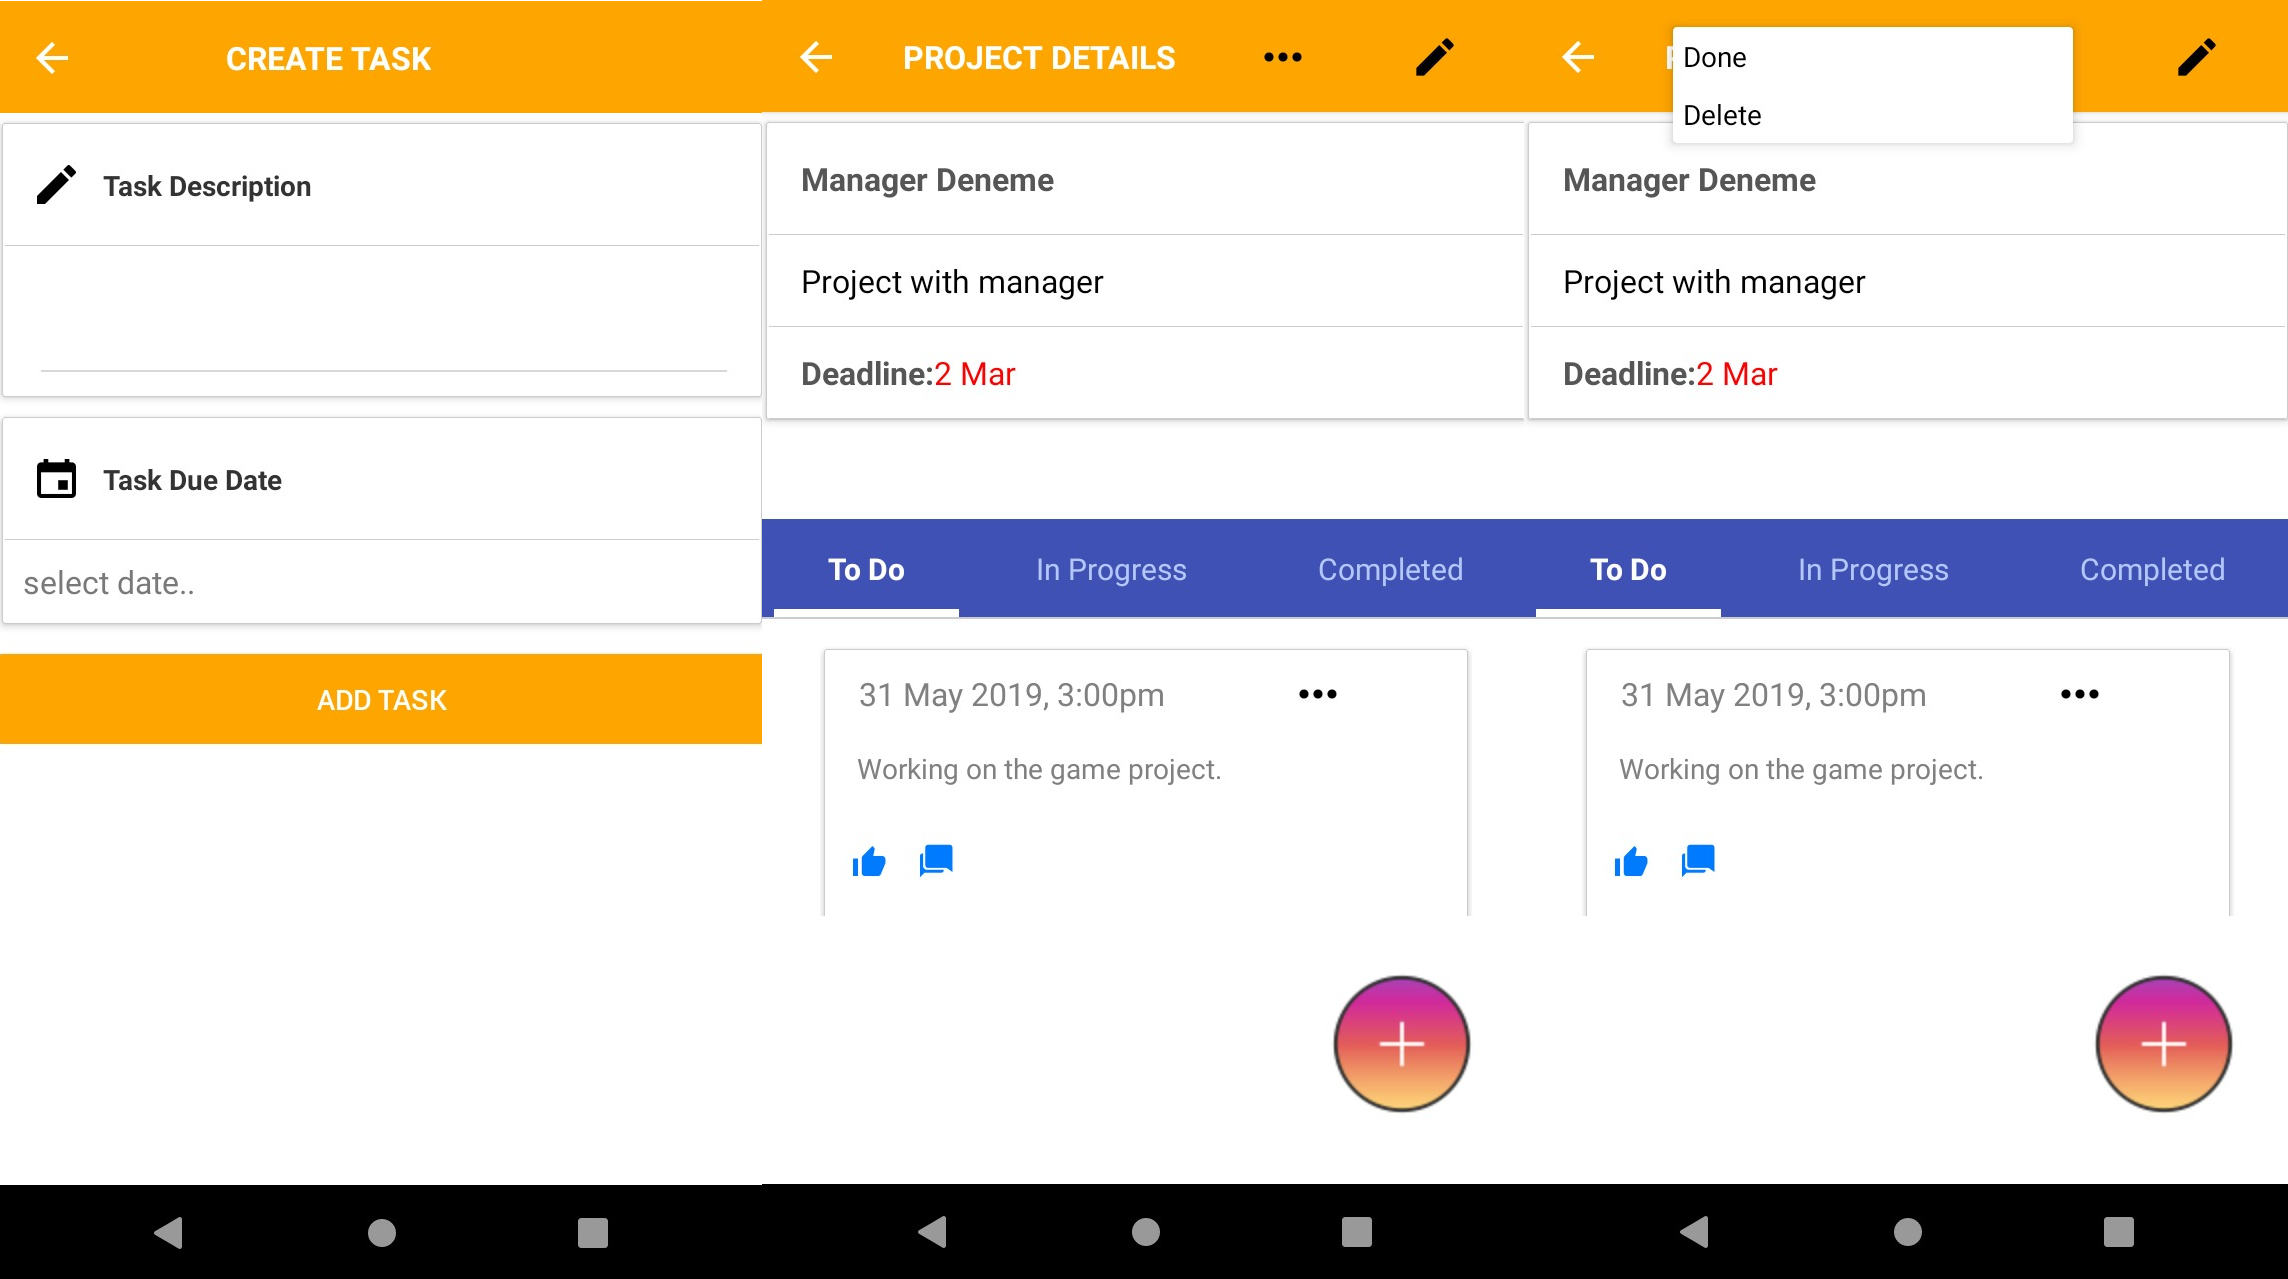 CREATE TASK
Task Description
Task Due Date
select date..
ADD TASK
PROJECT DETAILS
Manager Deneme
Project with manager
Deadline:2 Mar
To Do
In Progress
Completed
31 May 2019, 3:00pm
Working on the game project.
Done
Delete
Manager Deneme
Project with manager
Deadline:2 Mar
To Do
In Progress
Completed
31 May 2019, 3:00pm
Working on the game project.